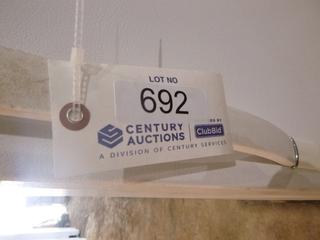 LOT NO
692
CENTURY
AUCTIONS
ClubBid
A DIVISION OF CENTURY SERVICES